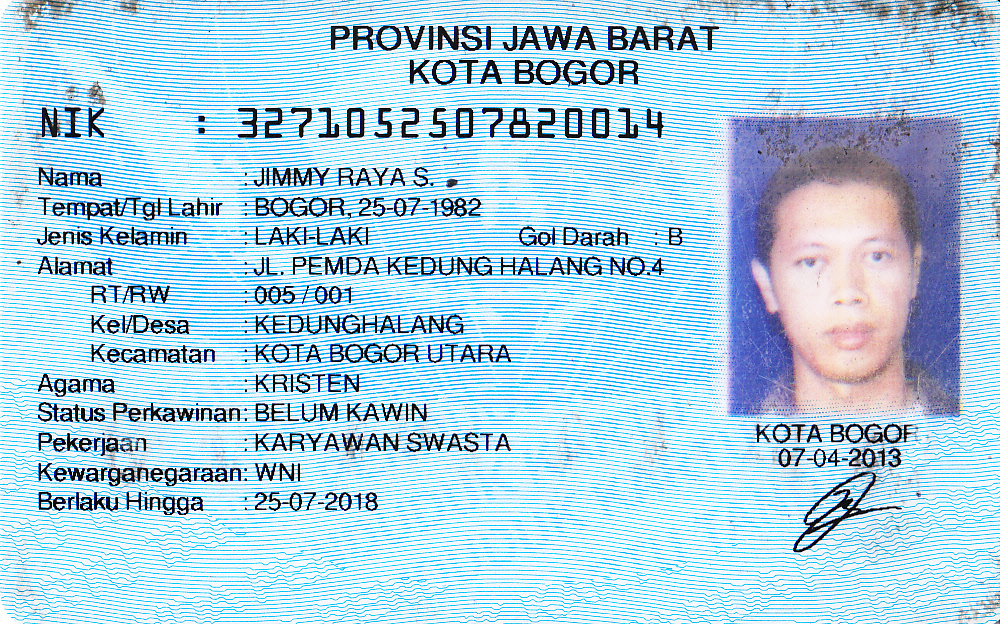 PROVINSI JAWA BARAT
KOTA BOGOR
NIK : 3271052507820014
Nama : JIMMY RAYA S.
Tempat/Tgl Lahir : BOGOR, 25-07-1982
Jenis Kelamin : LAKI-LAKI Gol Darah : B
Alamat : JL. PEMDA KEDUNG HALANG NO.4
RT/RW : 005 / 001
Kel/Desa : KEDUNGHALANG
Kecamatan : KOTA BOGOR UTARA
Agama : KRISTEN
Status Perkawinan: BELUM KAWIN
Pekerjaan : KARYAWAN SWASTA
Kewarganegaraan: WNI
Berlaku Hingga : 25-07-2018
KOTA BOGOR
07-04-2013